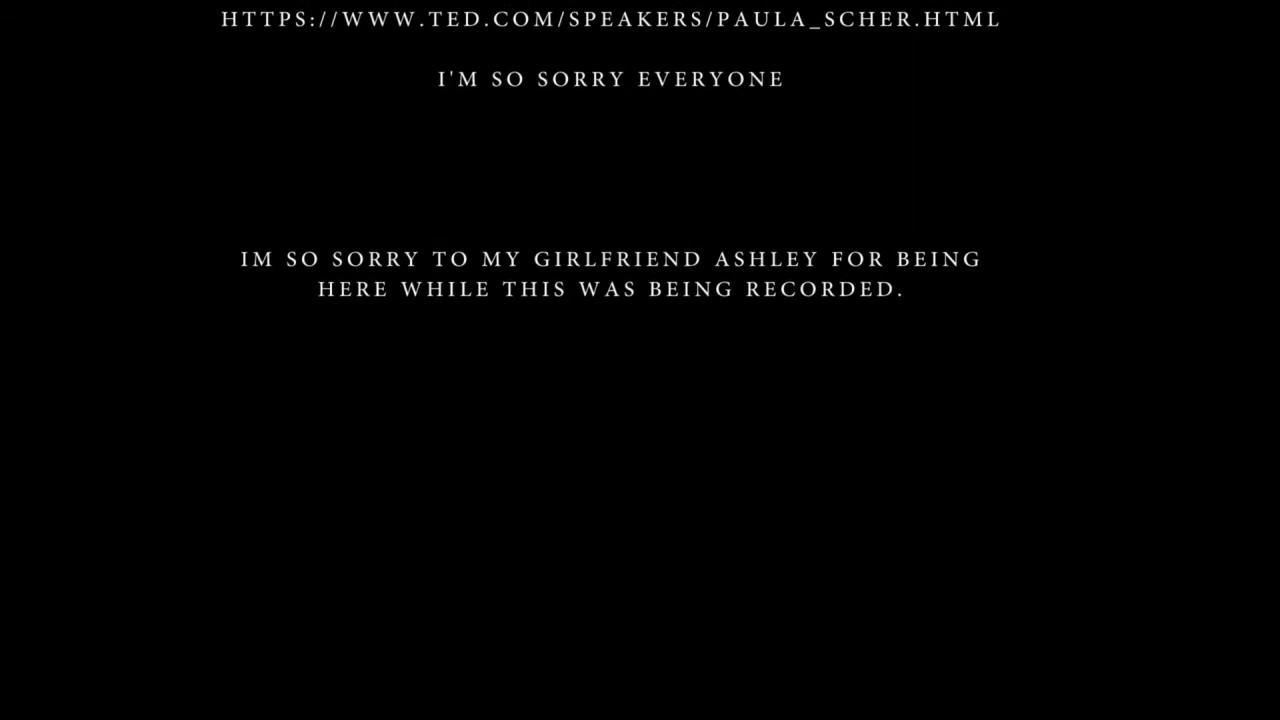 HTTPS://WWW.TED.COM/SPEAKERS/PAULA_SCHER.HTML
I'M SO SORRY EVERYONE
IM SO SORRY TO MY GIRLFRIEND ASHLEY FOR BEING
HERE WHILE THIS WAS BEING RECORDED.